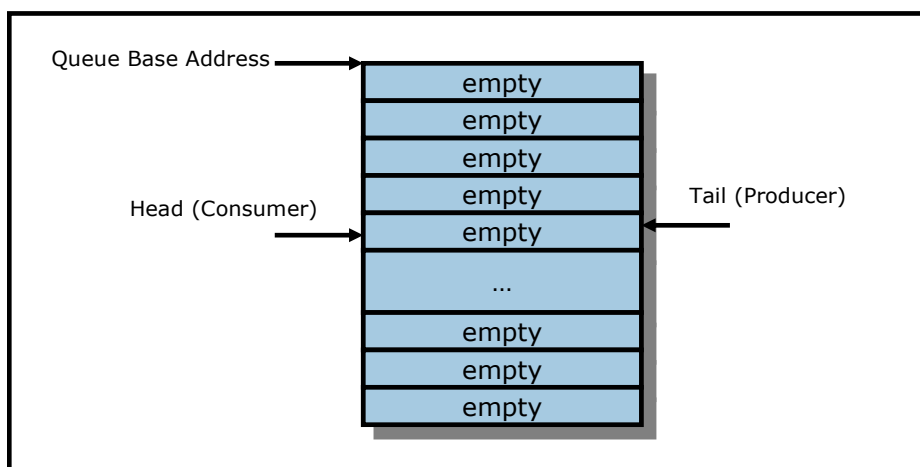 Queue Base Address
empty
empty
empty
empty
Head (Consumer)
Tail (Producer)
empty
...
empty
empty
empty